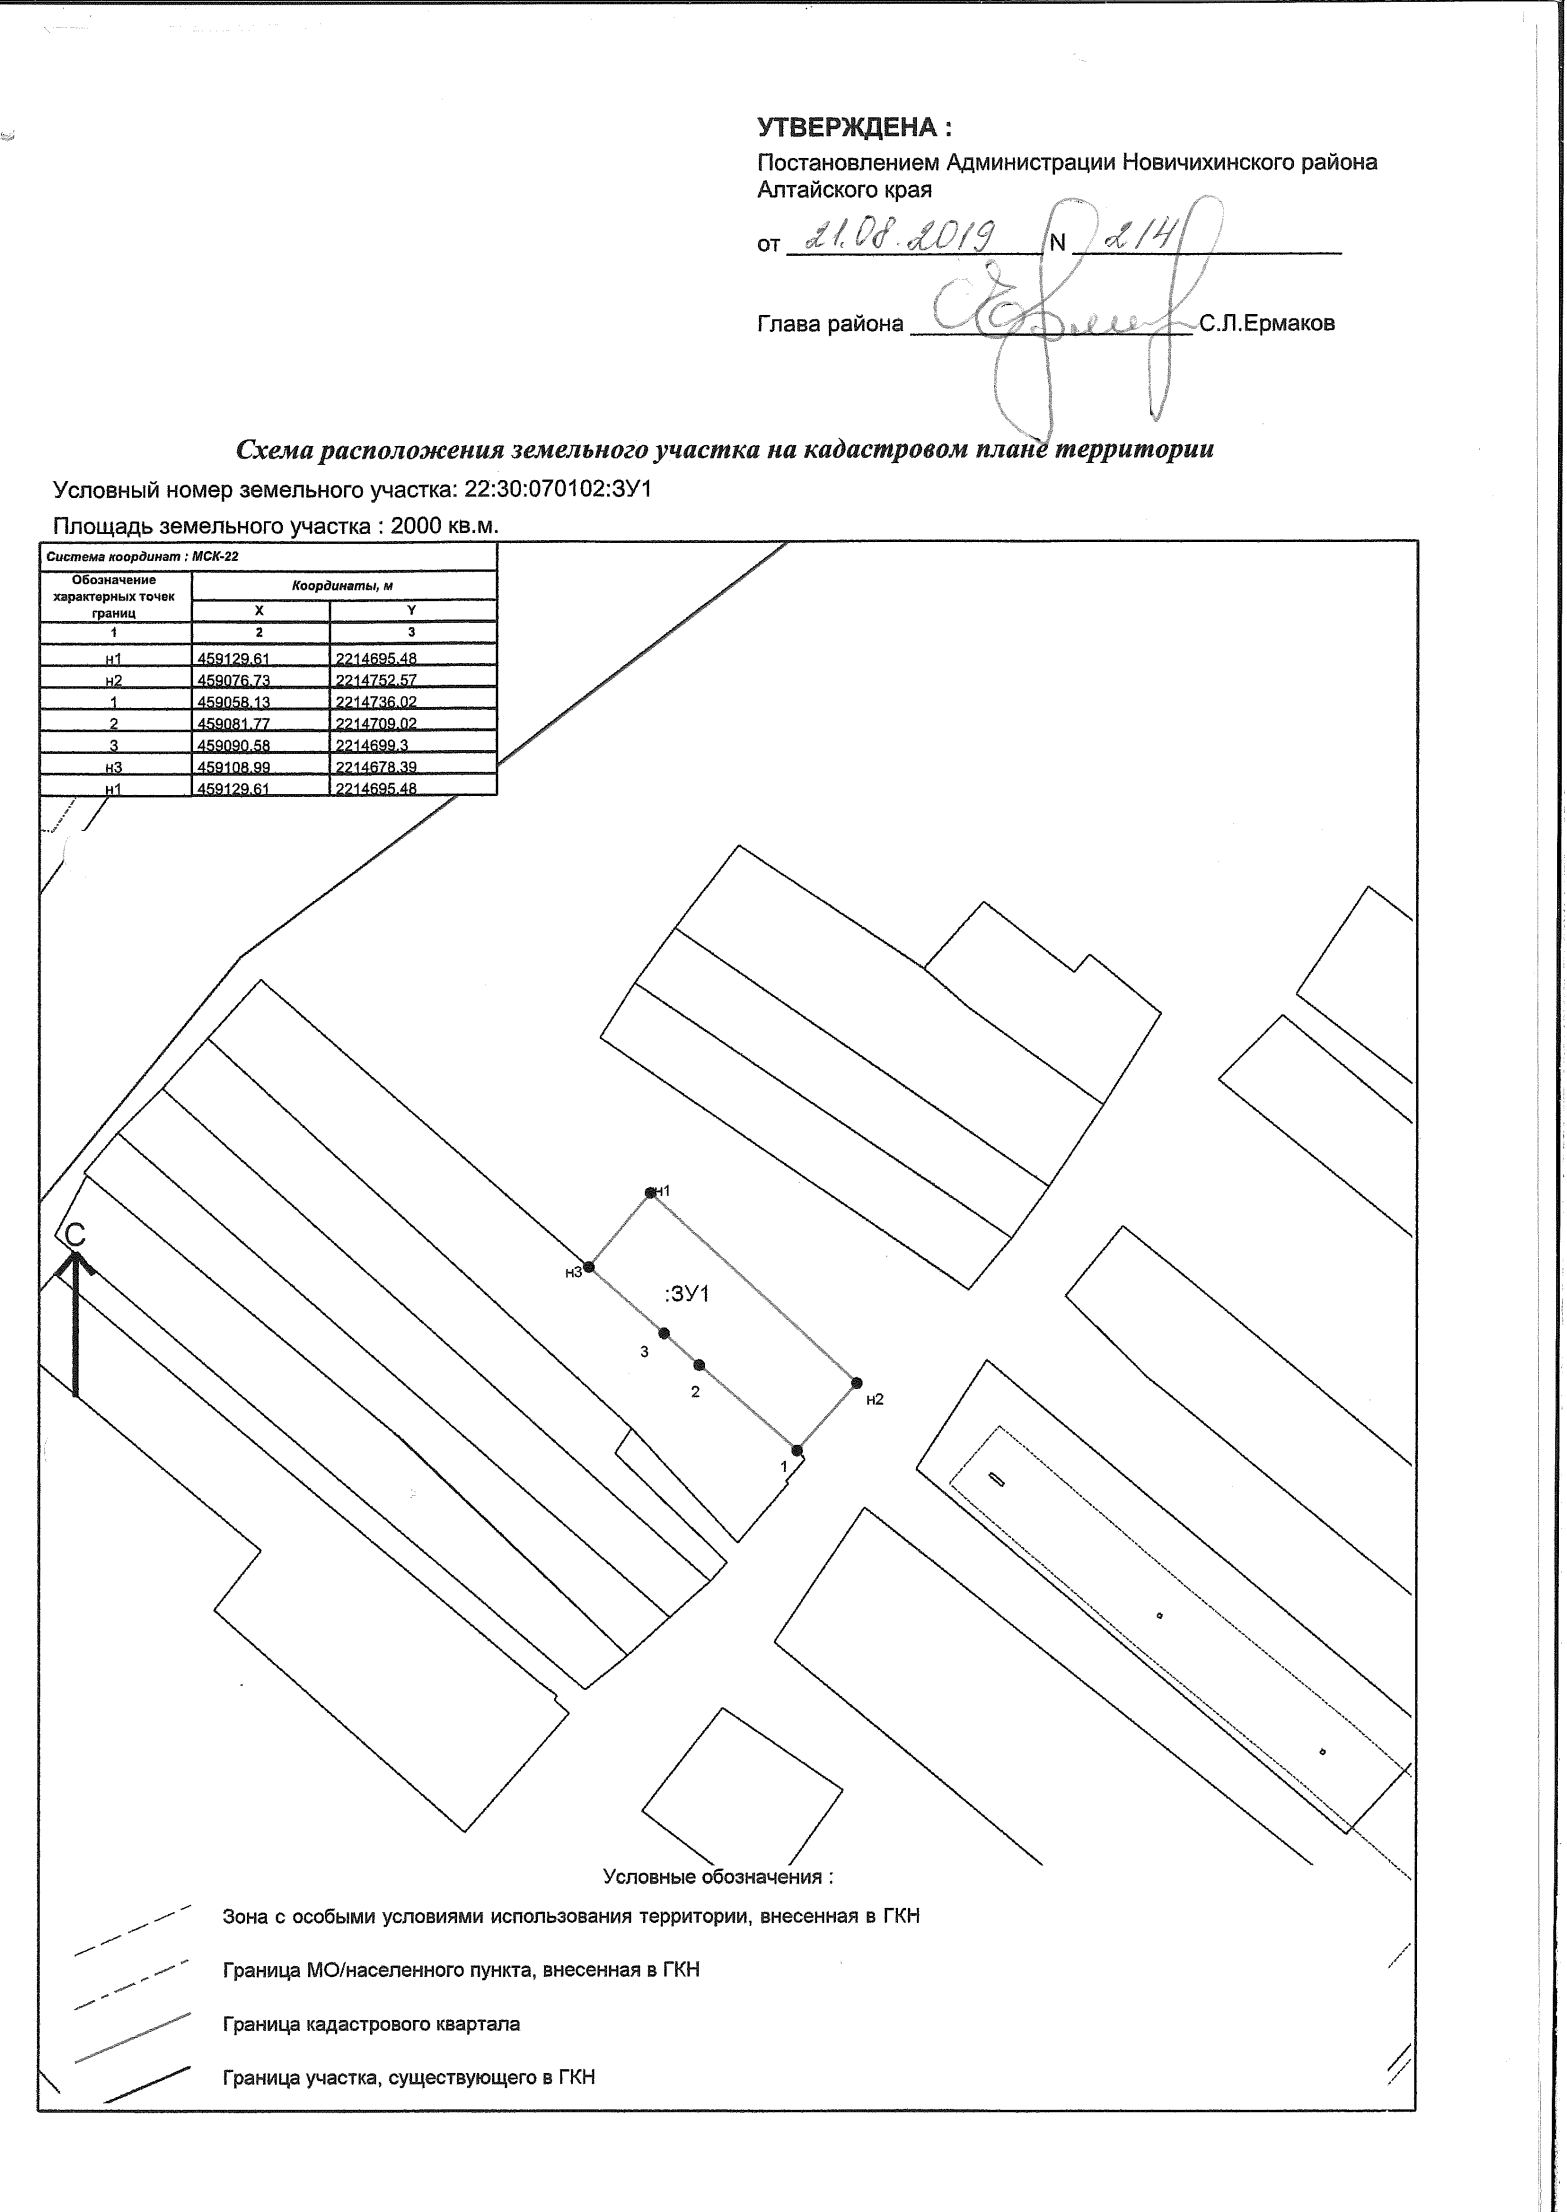 УТВЕРЖДЕНА :
Постановлением Администрации Новичихинского района
Алтайского края
от 21.08.2019 N 214
Глава района С.Л.Ермаков
Схема расположения земельного участка на кадастровом плане территории
Условный номер земельного участка: 22:30:070102:ЗУ1
Площадь земельного участка : 2000 кв.м.
Система координат : МСК-22
Обозначение характерных точек границ Координаты, м
X Y
1 2 3
н1 459129.61 2214695.48
н2 459076.73 2214752.57
1 459058.13 2214736.02
2 459081.77 2214709.02
3 459090.58 2214699.3
н3 459108.99 2214678.39
н1 459129.61 2214695.48
н1
С
н3
:ЗУ1
3
2
н2
1
Условные обозначения :
Зона с особыми условиями использования территории, внесенная в ГКН
Граница МО/населенного пункта, внесенная в ГКН
Граница кадастрового квартала
Граница участка, существующего в ГКН